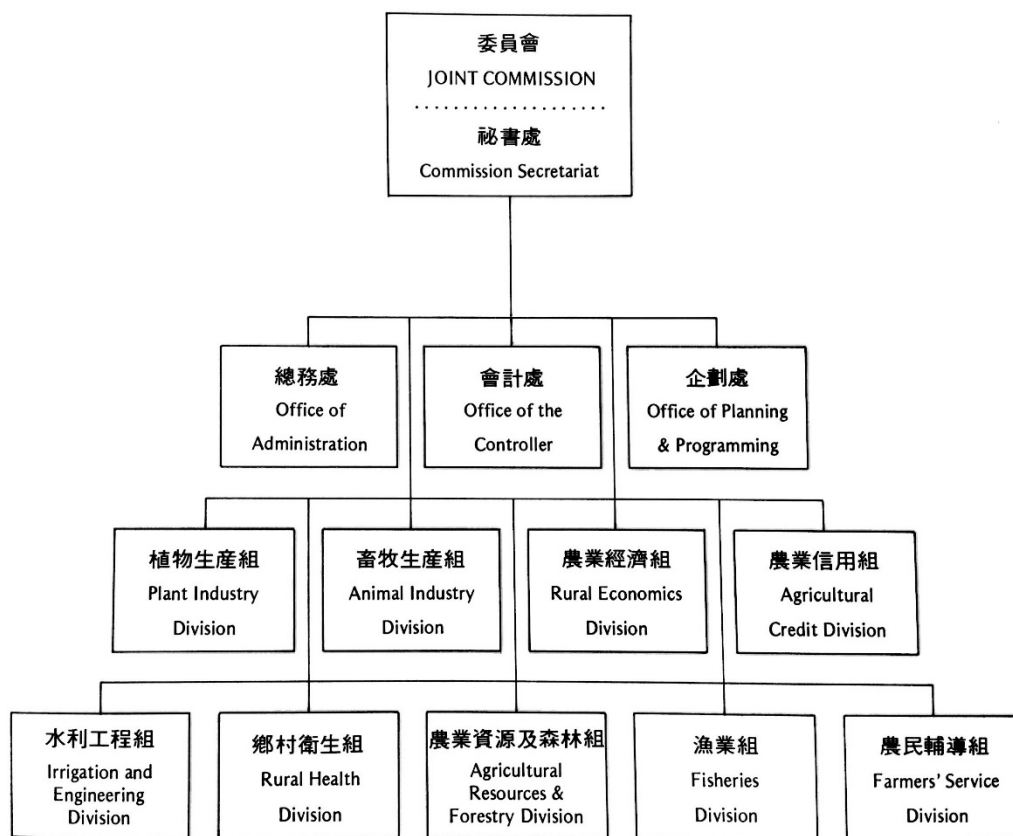 委員會
JOINT COMMISSION
祕書處
Commission Secretariat
總務處
Office of
Administration
會計處
Office of the
Controller
企劃處
Office of Planning
& Programming
植物生産組
Plant Industry
Division
畜牧生産組
Animal Industry
Division
農業經濟組
Rural Economics
Division
農業信用組
Agricultural
Credit Division
水利工程組
Irrigation and
Engineering
Division
鄉村衛生組
Rural Health
Division
農業資源及森林組
Agricultural
Resources &
Forestry Division
漁業組
Fisheries
Division
農民輔導組
Farmers' Service
Division